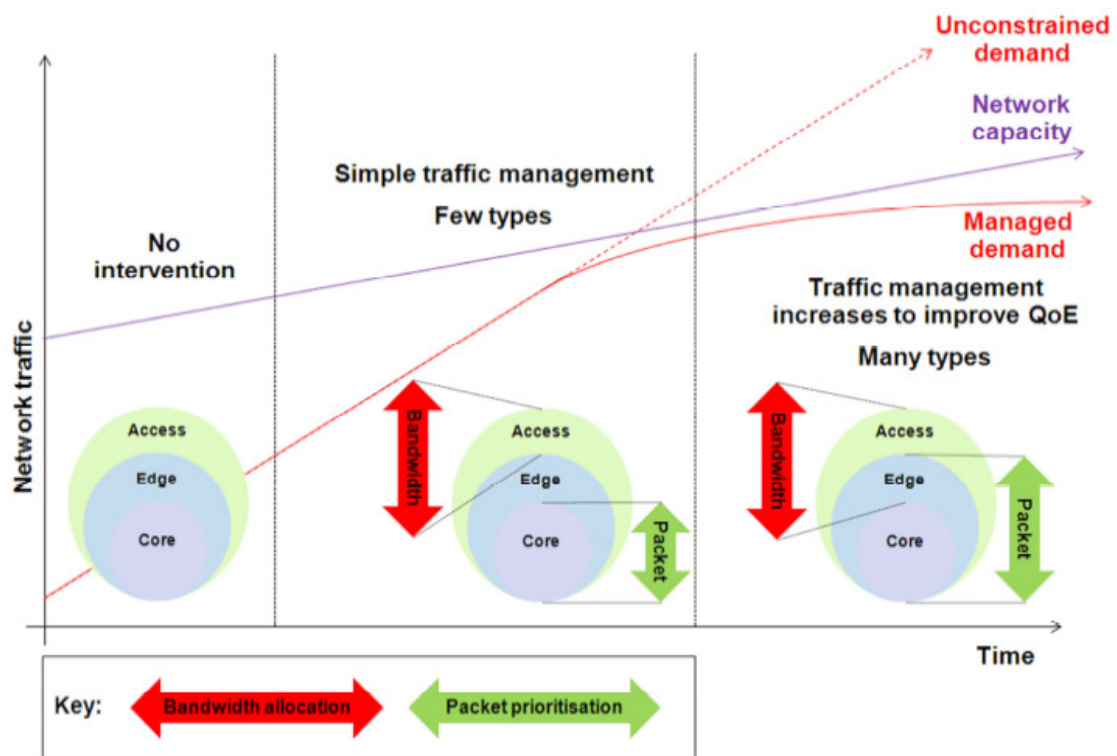 Unconstrained
demand
Network
capacity
Simple traffic management
Few types
No
intervention
Managed
demand
Traffic management
increases to improve QoE
Many types
Network traffic
Access
Edge
Core
Bandwidth
Access
Edge
Core
Packet
Bandwidth
Access
Edge
Core
Packet
Time
Key:
Bandwidth allocation
Packet prioritisation